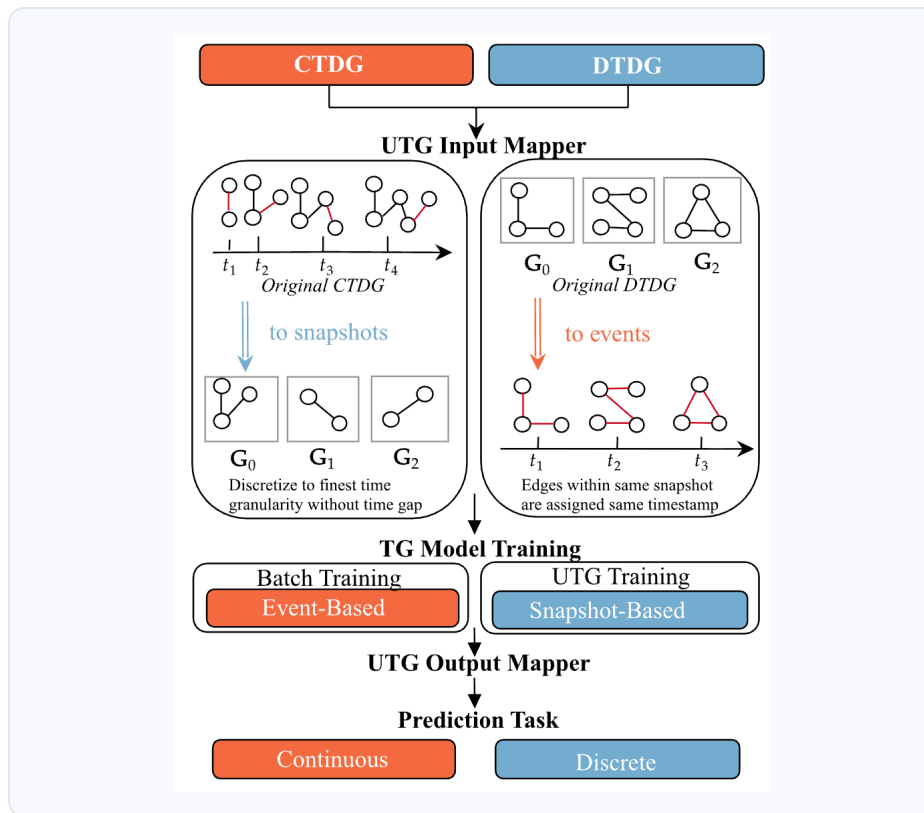 CTDG DTDG
UTG Input Mapper
t₁ t₂ t₃ t₄
Original CTDG
to snapshots
G₀ G₁ G₂
Discretize to finest time
granularity without time gap
G₀ G₁ G₂
Original DTDG
to events
t₁ t₂ t₃
Edges within same snapshot
are assigned same timestamp
TG Model Training
Batch Training
Event-Based
UTG Training
Snapshot-Based
UTG Output Mapper
Prediction Task
Continuous Discrete